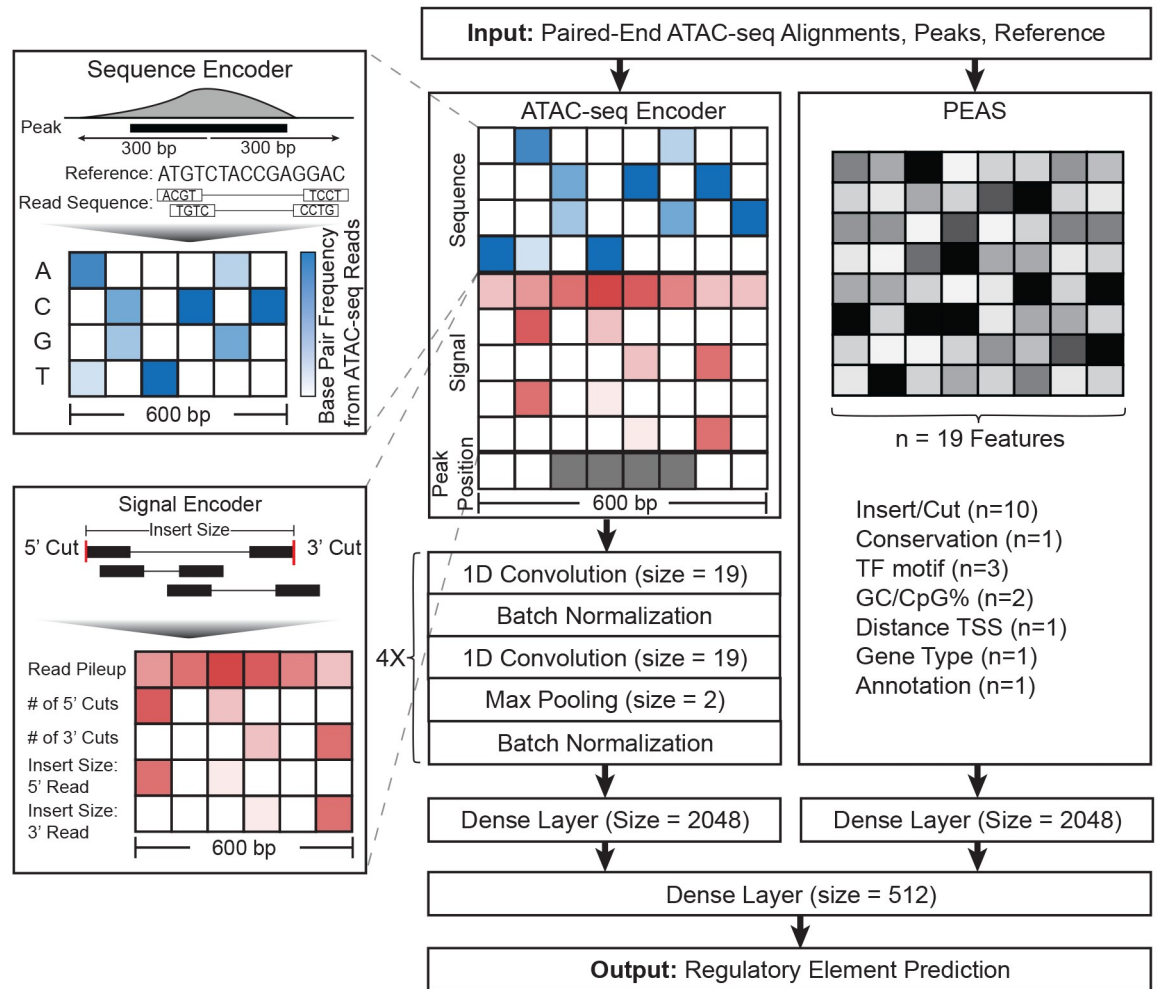 Input: Paired-End ATAC-seq Alignments, Peaks, Reference
Sequence Encoder
Peak
300 bp 300 bp
Reference: ATGTCTACCGAGGAC
Read Sequence:
ACGT TCCT
TGTC CCTG
A
C
G
T
Base Pair Frequency
from ATAC-seq Reads
600 bp
Signal Encoder
Insert Size
5’ Cut 3’ Cut
Read Pileup
# of 5’ Cuts
# of 3’ Cuts
Insert Size:
5’ Read
Insert Size:
3’ Read
600 bp
ATAC-seq Encoder
Sequence
Signal
Peak
Position
600 bp
4X
1D Convolution (size = 19)
Batch Normalization
1D Convolution (size = 19)
Max Pooling (size = 2)
Batch Normalization
Dense Layer (Size = 2048)
PEAS
n = 19 Features
Insert/Cut (n=10)
Conservation (n=1)
TF motif (n=3)
GC/CpG% (n=2)
Distance TSS (n=1)
Gene Type (n=1)
Annotation (n=1)
Dense Layer (Size = 2048)
Dense Layer (size = 512)
Output: Regulatory Element Prediction